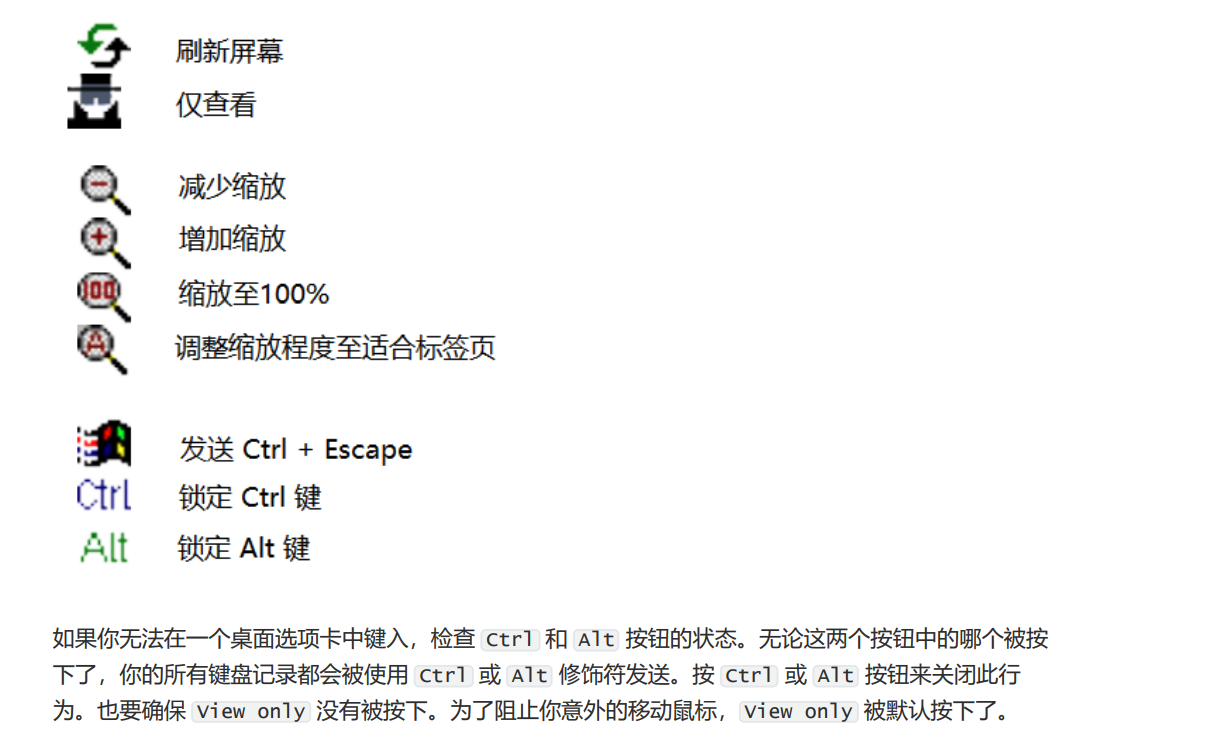 刷新屏幕
仅查看
减少缩放
增加缩放
100 缩放至100%
A 调整缩放程度至适合标签页
发送 Ctrl + Escape
Ctrl 锁定 Ctrl 键
Alt 锁定 Alt 键
如果你无法在一个桌面选项卡中键入，检查 Ctrl 和 Alt 按钮的状态。无论这两个按钮中的哪个被按
下了，你的所有键盘记录都会被使用 Ctrl 或 Alt 修饰符发送。按 Ctrl 或 Alt 按钮来关闭此行
为。也要确保 View only 没有被按下。为了阻止你意外的移动鼠标，View only 被默认按下了。